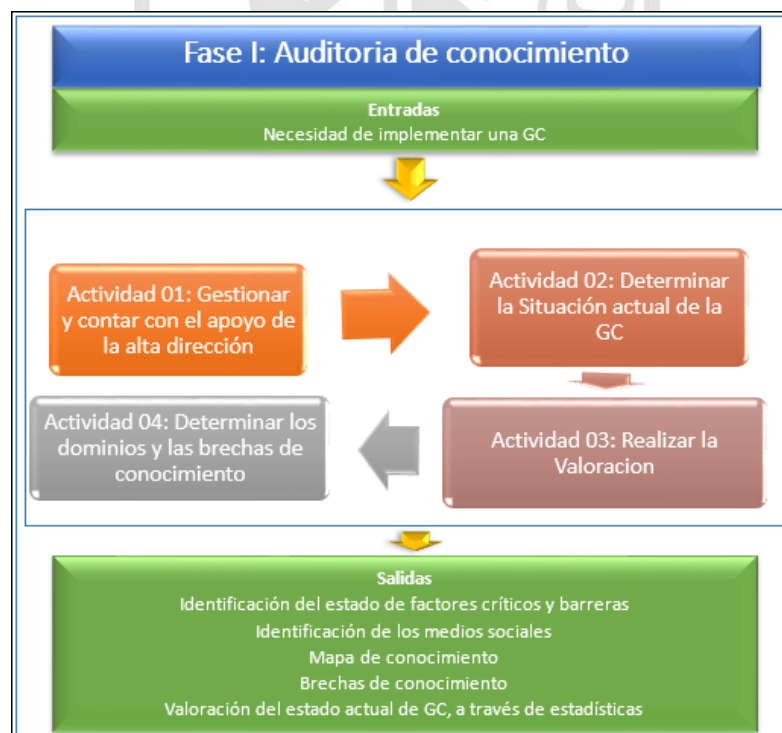 Fase I: Auditoria de conocimiento
Entradas
Necesidad de implementar una GC
Actividad 01: Gestionar
y contar con el apoyo de
la alta dirección
Actividad 02: Determinar
la Situación actual de la
GC
Actividad 03: Realizar la
Valoracion
Actividad 04: Determinar los
dominios y las brechas de
conocimiento
Salidas
Identificación del estado de factores críticos y barreras
Identificación de los medios sociales
Mapa de conocimiento
Brechas de conocimiento
Valoración del estado actual de GC, a través de estadísticas